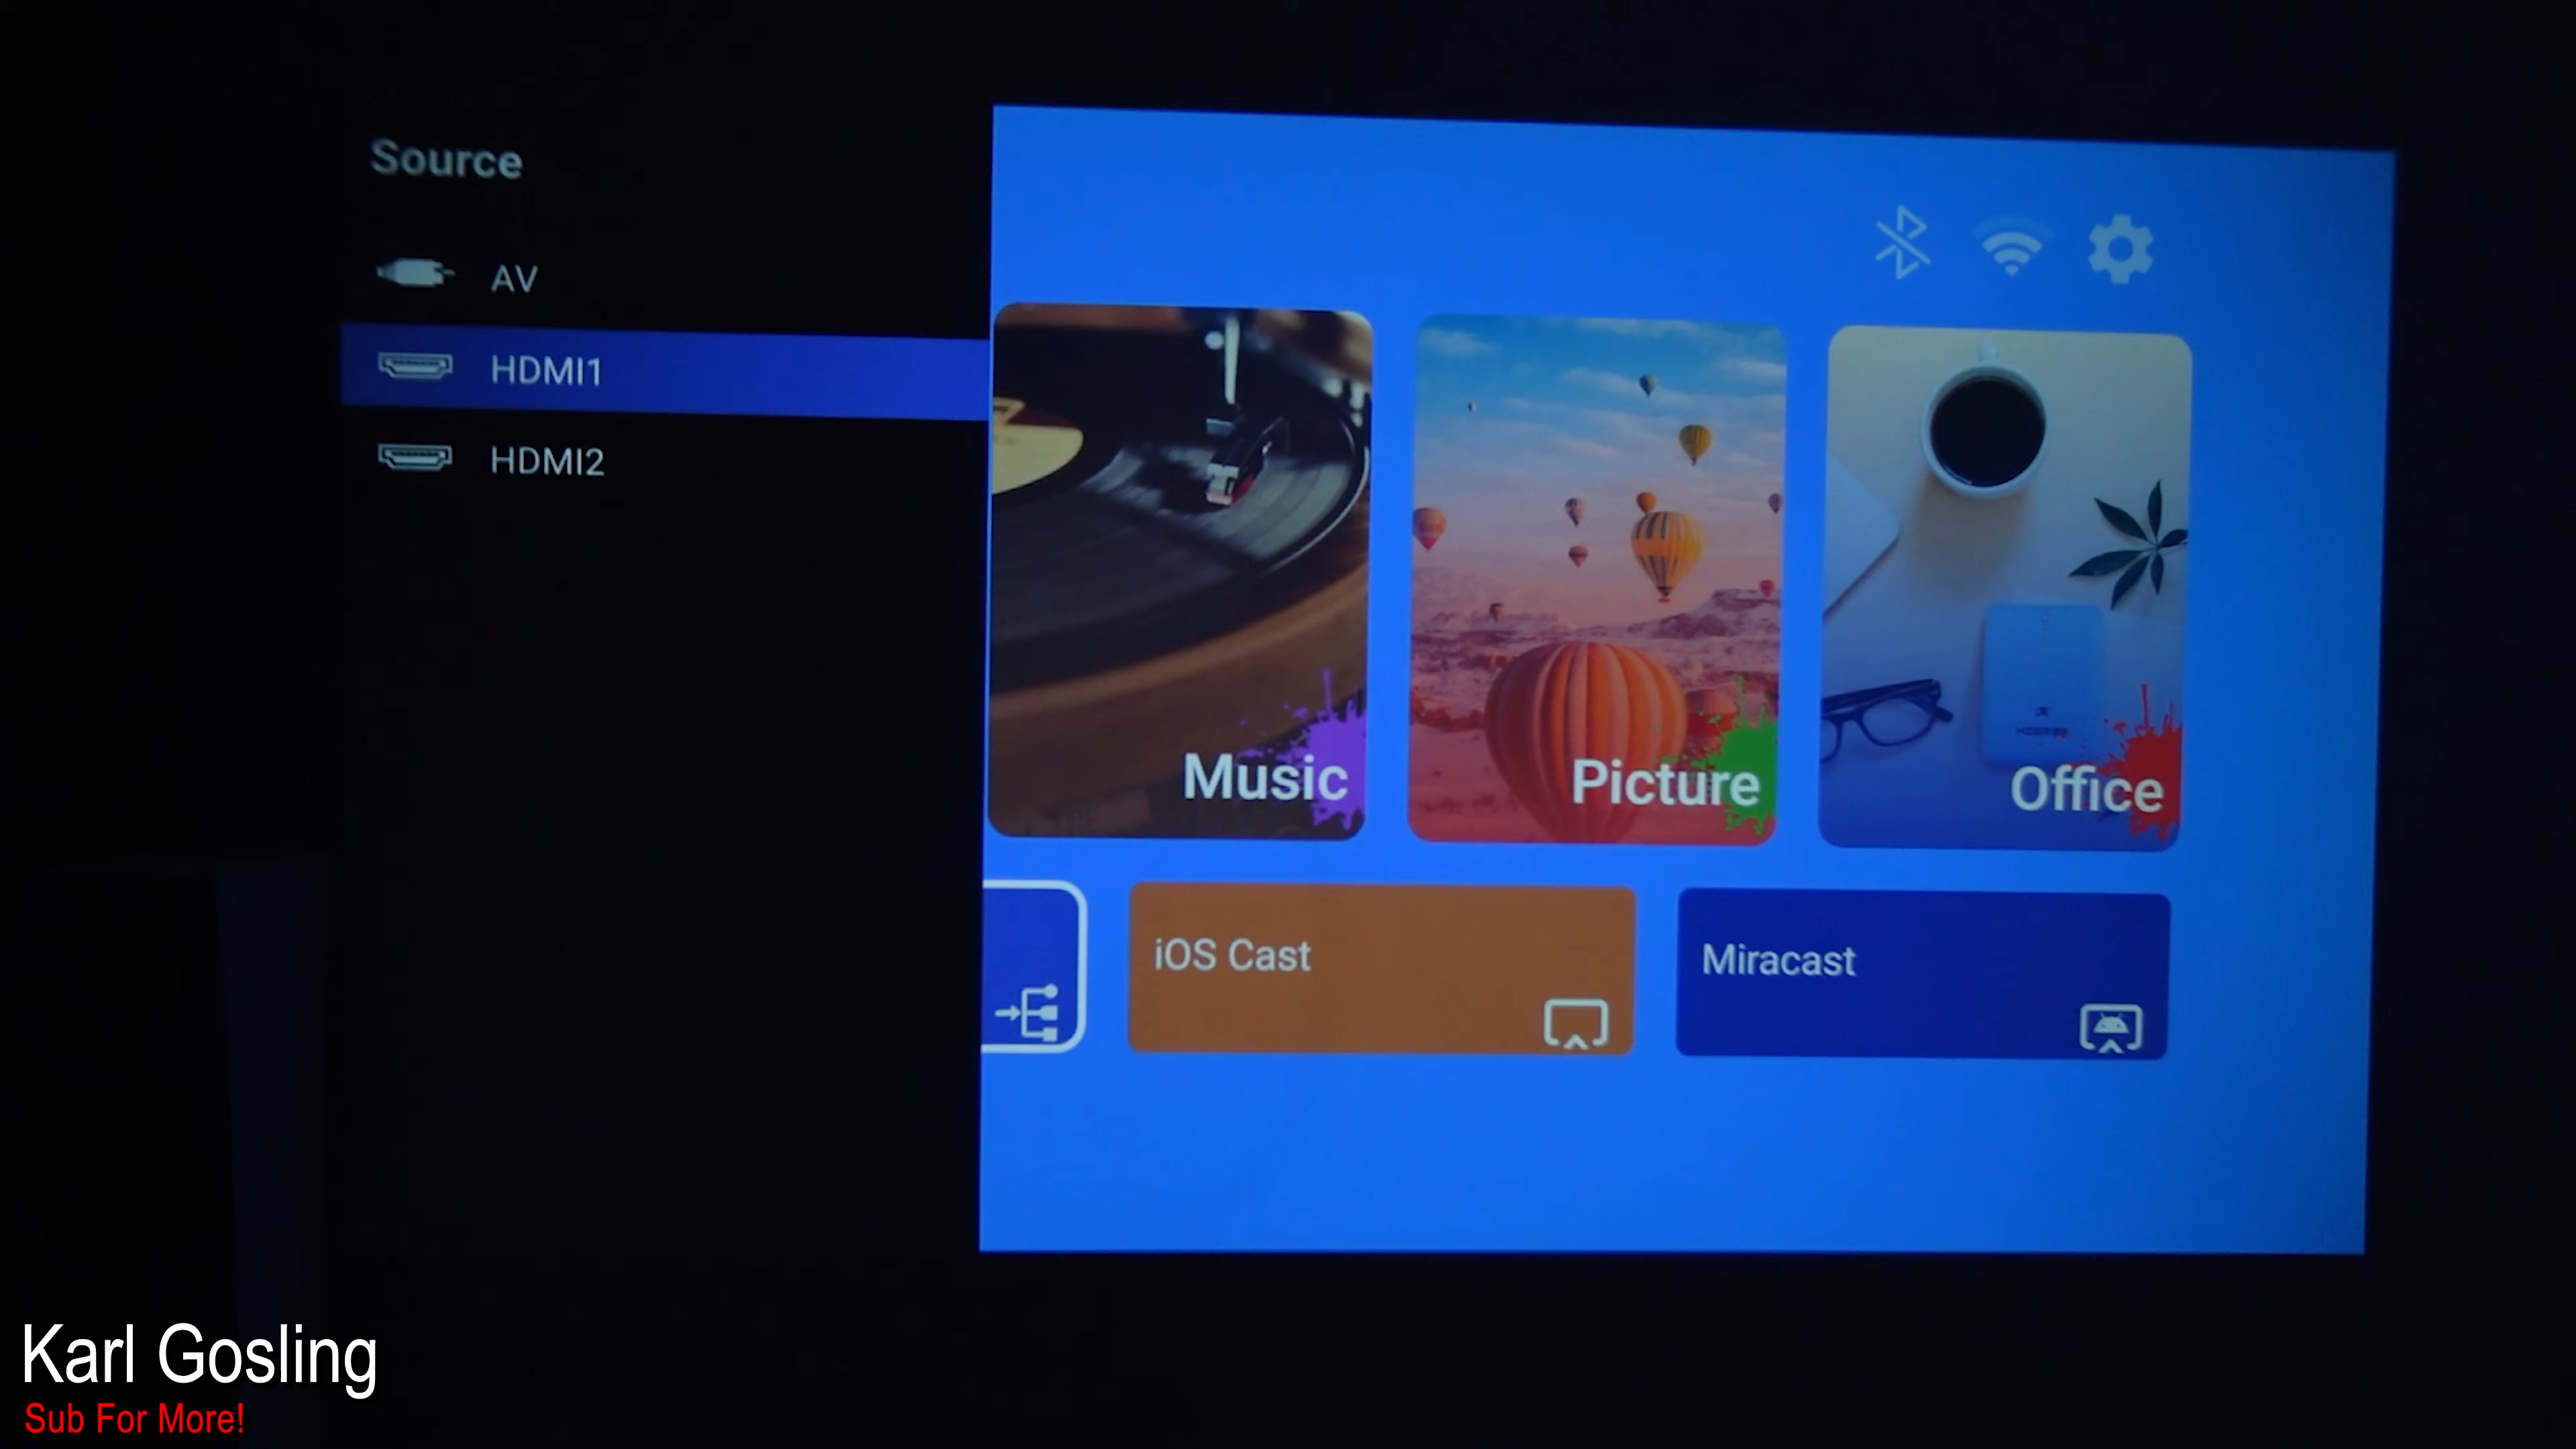 Source
AV
HDMI1
HDMI2
Music
Picture
Office
iOS Cast
Miracast
Karl Gosling
Sub For More!